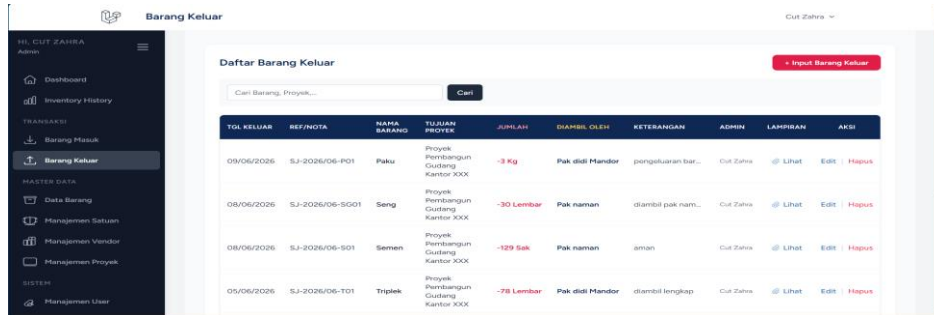 Barang Keluar
Cut Zahra
HI, CUT ZAHRA
Admin
Dashboard
Inventory History
TRANSAKSI
Barang Masuk
Barang Keluar
MASTER DATA
Data Barang
Manajemen Satuan
Manajemen Vendor
Manajemen Proyek
SISTEM
Manajemen User
Daftar Barang Keluar
+ Input Barang Keluar
Cari Barang, Proyek,...
Cari
TGL KELUAR REF/NOTA NAMA BARANG TUJUAN PROYEK JUMLAH DIAMBIL OLEH KETERANGAN ADMIN LAMPIRAN AKSI
09/06/2026 SJ-2026/06-P01 Paku Proyek Pembangun Gudang Kantor XXX -3 Kg Pak didi Mandor pengeluaran bar... Cut Zahra Lihat Edit | Hapus
08/06/2026 SJ-2026/06-SG01 Seng Proyek Pembangun Gudang Kantor XXX -30 Lembar Pak naman diambil pak nam... Cut Zahra Lihat Edit | Hapus
08/06/2026 SJ-2026/06-S01 Semen Proyek Pembangun Gudang Kantor XXX -129 Sak Pak naman aman Cut Zahra Lihat Edit | Hapus
05/06/2026 SJ-2026/06-T01 Triplek Proyek Pembangun Gudang Kantor XXX -78 Lembar Pak didi Mandor diambil lengkap Cut Zahra Lihat Edit | Hapus